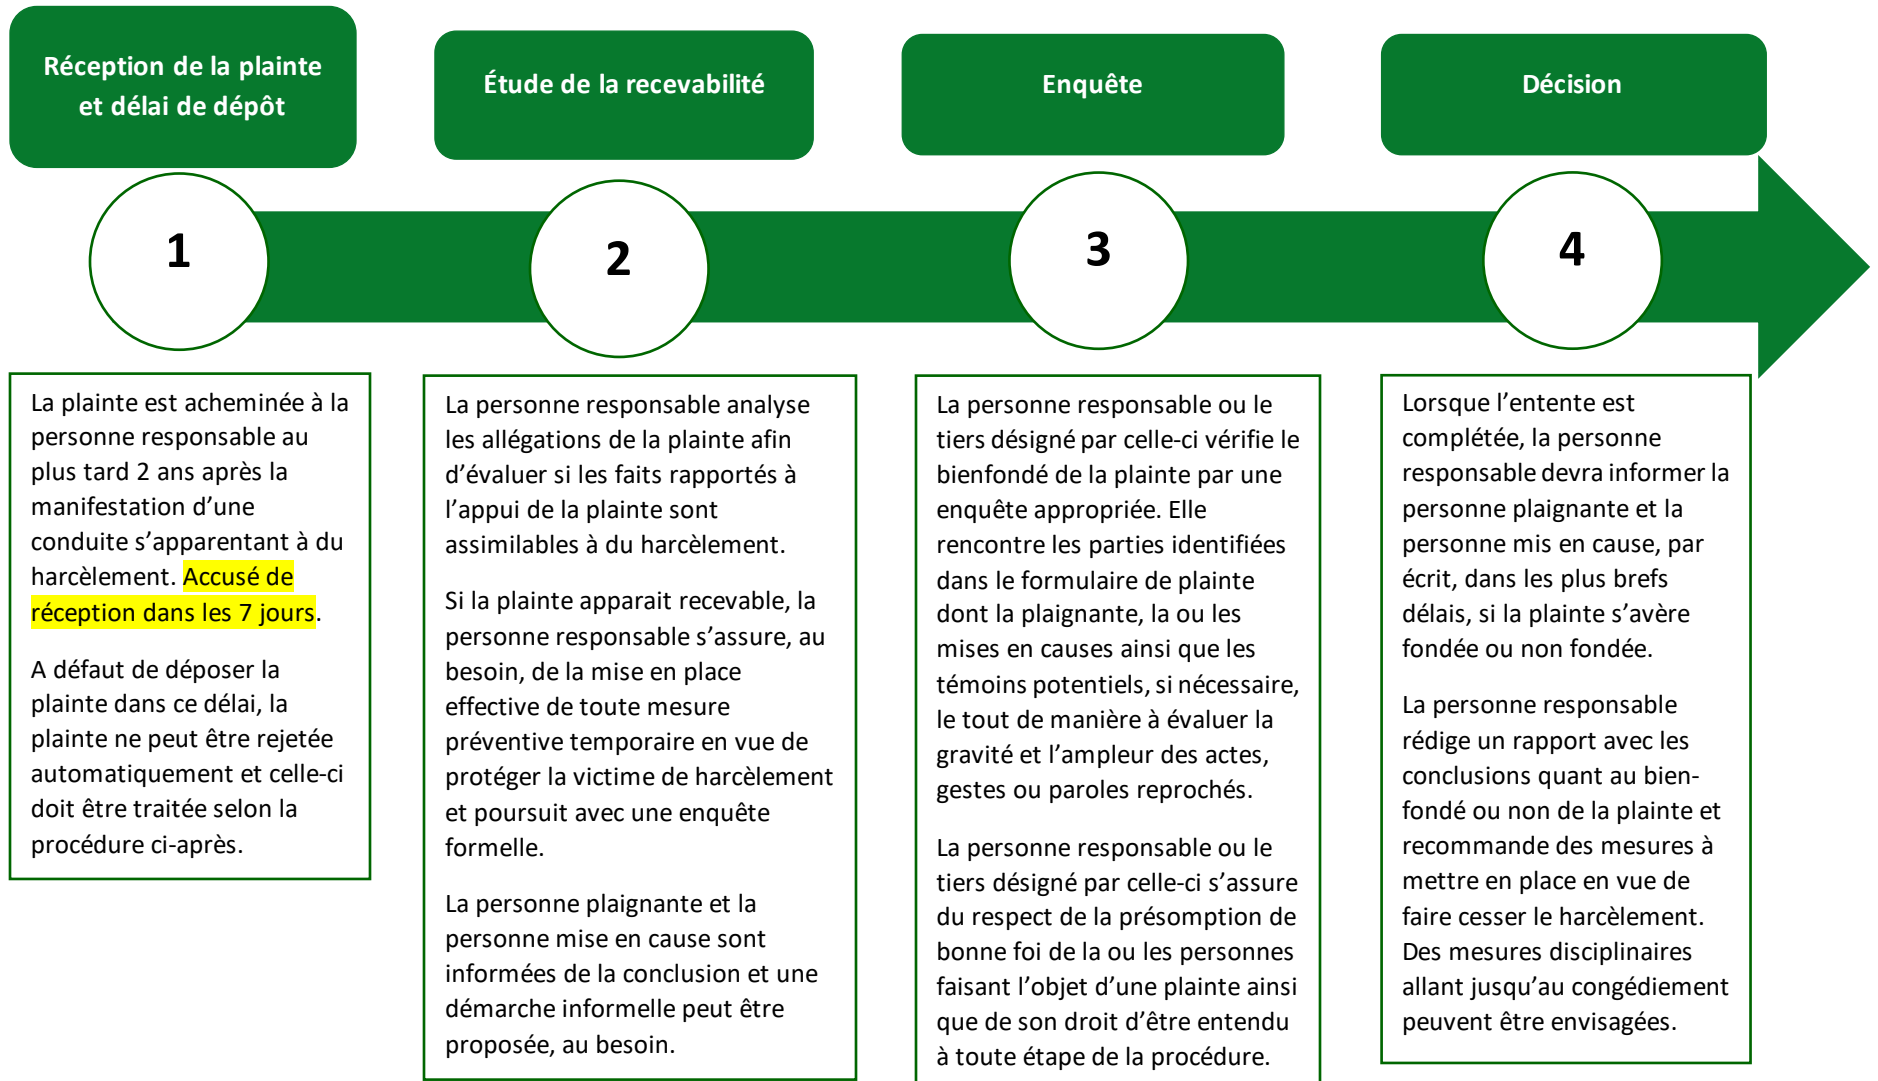 Réception de la plainte
et délai de dépôt
Étude de la recevabilité
Enquête
Décision
1
2
3
4
La plainte est acheminée à la
personne responsable au
plus tard 2 ans après la
manifestation d’une
conduite s’apparentant à du
harcèlement. Accusé de
réception dans les 7 jours.
A défaut de déposer la
plainte dans ce délai, la
plainte ne peut être rejetée
automatiquement et celle-ci
doit être traitée selon la
procédure ci-après.
La personne responsable analyse
les allégations de la plainte afin
d’évaluer si les faits rapportés à
l’appui de la plainte sont
assimilables à du harcèlement.
Si la plainte apparait recevable, la
personne responsable s’assure, au
besoin, de la mise en place
effective de toute mesure
préventive temporaire en vue de
protéger la victime de harcèlement
et poursuit avec une enquête
formelle.
La personne plaignante et la
personne mise en cause sont
informées de la conclusion et une
démarche informelle peut être
proposée, au besoin.
La personne responsable ou le
tiers désigné par celle-ci vérifie le
bienfondé de la plainte par une
enquête appropriée. Elle
rencontre les parties identifiées
dans le formulaire de plainte
dont la plaignante, la ou les
mises en causes ainsi que les
témoins potentiels, si nécessaire,
le tout de manière à évaluer la
gravité et l’ampleur des actes,
gestes ou paroles reprochés.
La personne responsable ou le
tiers désigné par celle-ci s’assure
du respect de la présomption de
bonne foi de la ou les personnes
faisant l’objet d’une plainte ainsi
que de son droit d’être entendu
à toute étape de la procédure.
Lorsque l’entente est
complétée, la personne
responsable devra informer la
personne plaignante et la
personne mis en cause, par
écrit, dans les plus brefs
délais, si la plainte s’avère
fondée ou non fondée.
La personne responsable
rédige un rapport avec les
conclusions quant au bien-
fondé ou non de la plainte et
recommande des mesures à
mettre en place en vue de
faire cesser le harcèlement.
Des mesures disciplinaires
allant jusqu’au congédiement
peuvent être envisagées.